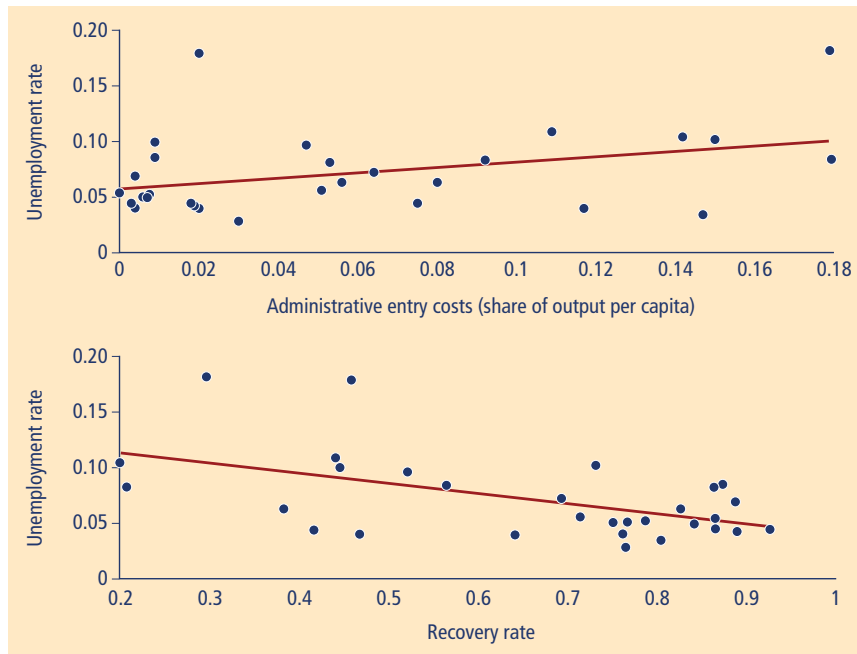 Unemployment rate
0.20
0.15
0.10
0.05
0
0 0.02 0.04 0.06 0.08 0.1 0.12 0.14 0.16 0.18
Administrative entry costs (share of output per capita)
Unemployment rate
0.20
0.15
0.10
0.05
0
0.2 0.3 0.4 0.5 0.6 0.7 0.8 0.9 1
Recovery rate